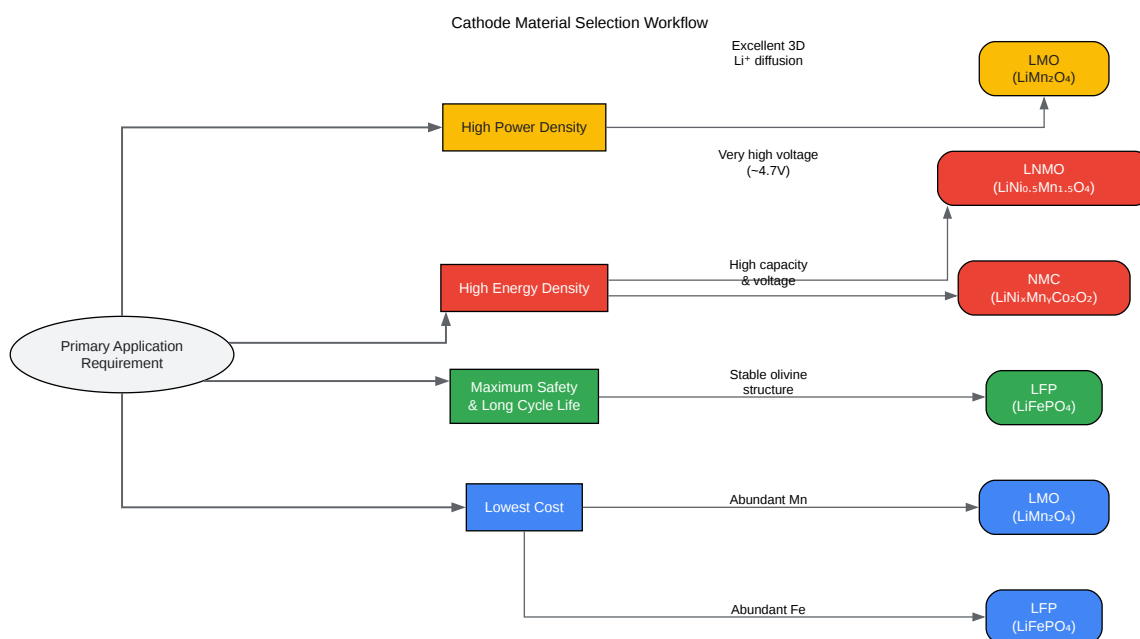 Cathode Material Selection Workflow
Excellent 3D
Li⁺ diffusion
LMO
(LiMn₂O₄)
High Power Density
Very high voltage
(~4.7V)
LNMO
(LiNi₀.₅Mn₁.₅O₄)
High Energy Density
High capacity
& voltage
NMC
(LiNiₓMnᵧCo₂O₂)
Primary Application
Requirement
Maximum Safety
& Long Cycle Life
Stable olivine
structure
LFP
(LiFePO₄)
Lowest Cost
Abundant Mn
LMO
(LiMn₂O₄)
Abundant Fe
LFP
(LiFePO₄)